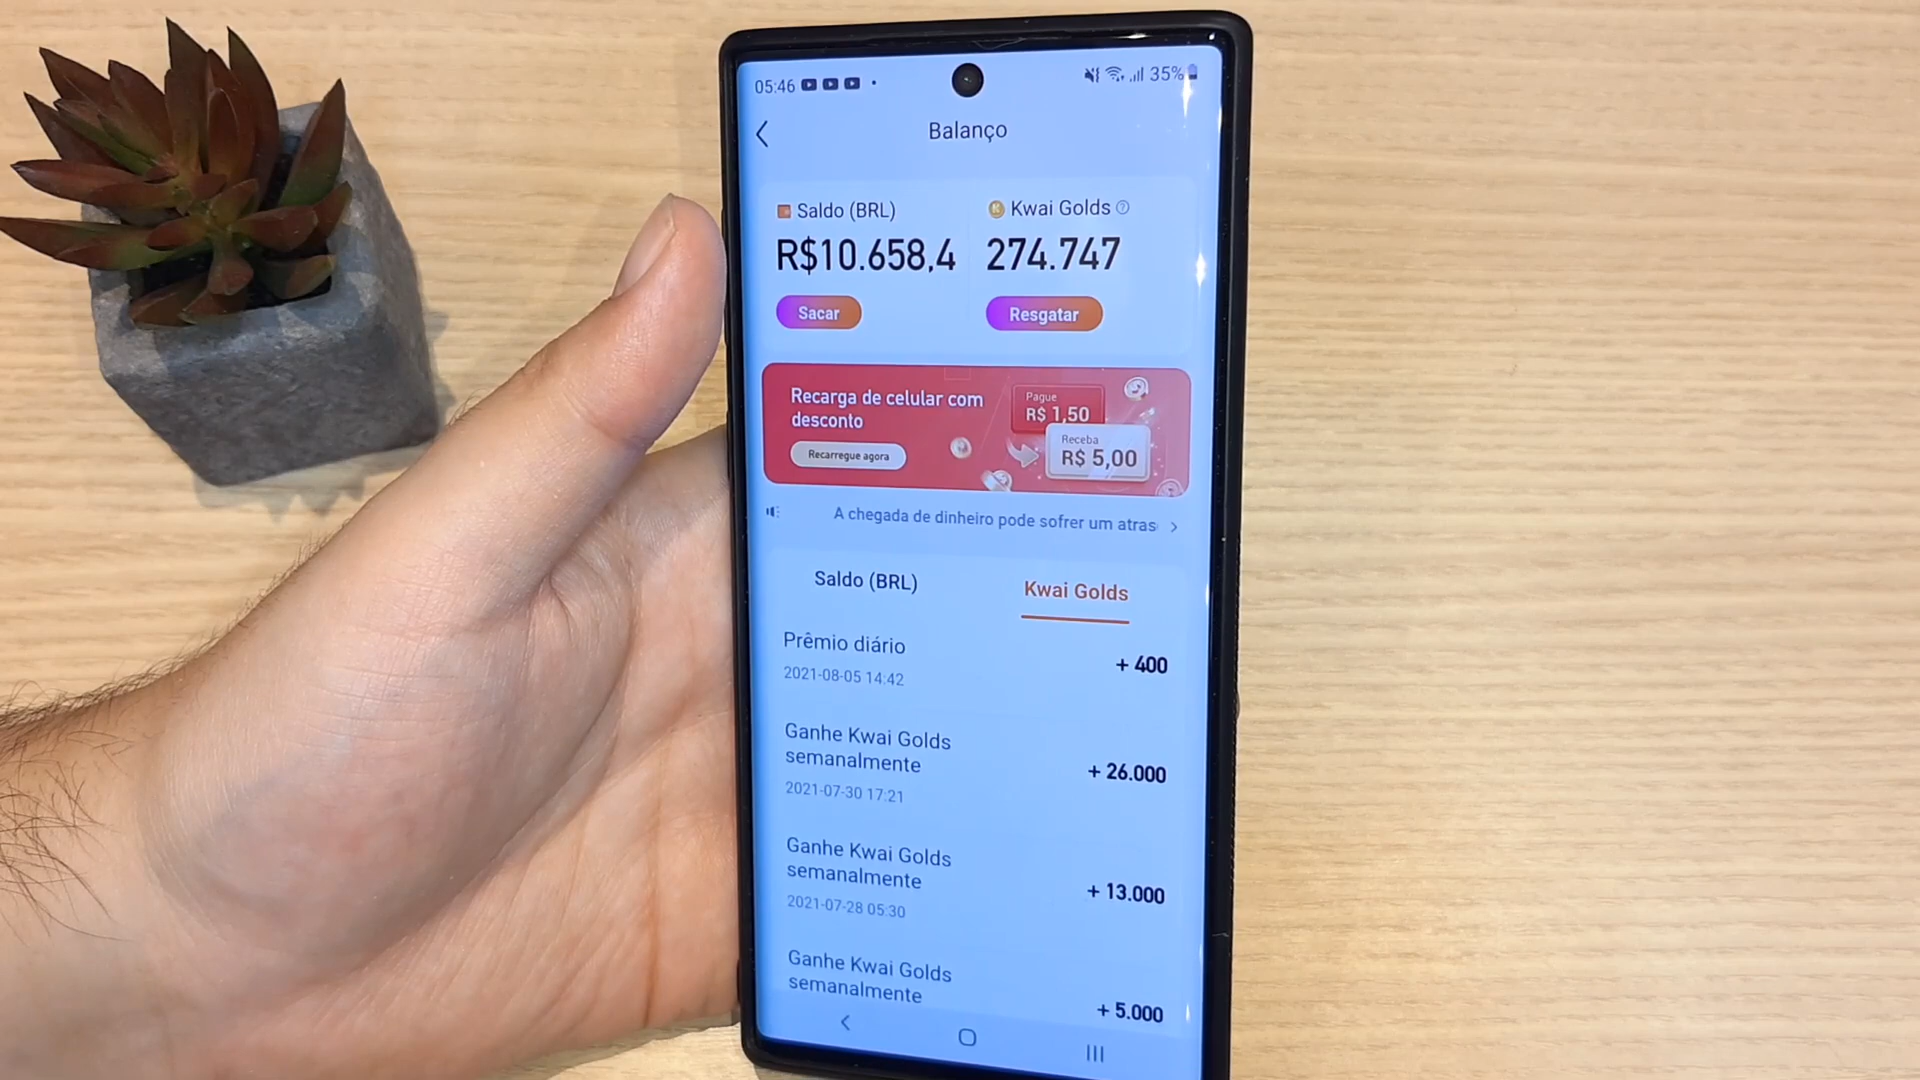 05:46
35%
Balanço
Saldo (BRL)
Kwai Golds
R$10.658,4
274.747
Sacar
Resgatar
Recarga de celular com
desconto
Recarregue agora
Pague
R$ 1,50
Receba
R$ 5,00
A chegada de dinheiro pode sofrer um atras
Saldo (BRL)
Kwai Golds
Prêmio diário
+ 400
2021-08-05 14:42
Ganhe Kwai Golds
semanalmente
+ 26.000
2021-07-30 17:21
Ganhe Kwai Golds
semanalmente
+ 13.000
2021-07-28 05:30
Ganhe Kwai Golds
semanalmente
+ 5.000